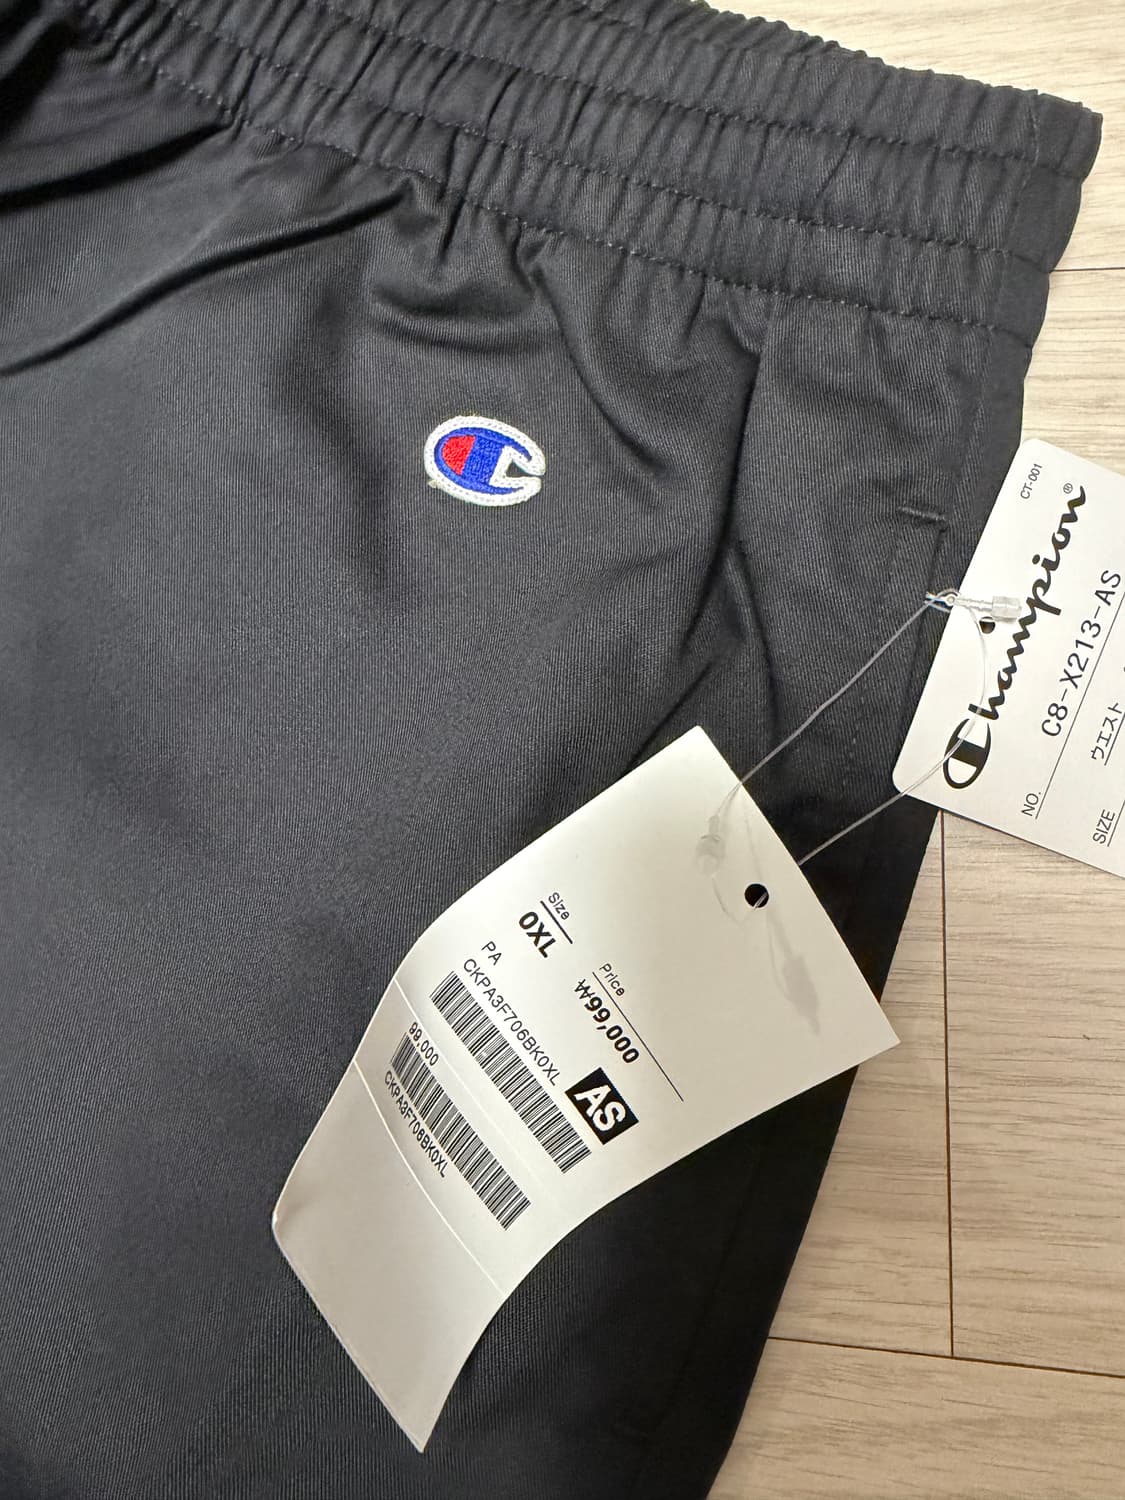 CT-001
Champion®
NO. C8-X213-AS
SIZE ウエスト
Size
0XL
Price
₩99,000
PA
CKPA3F706BK0XL
AS
99,000
CKPA3F706BK0XL